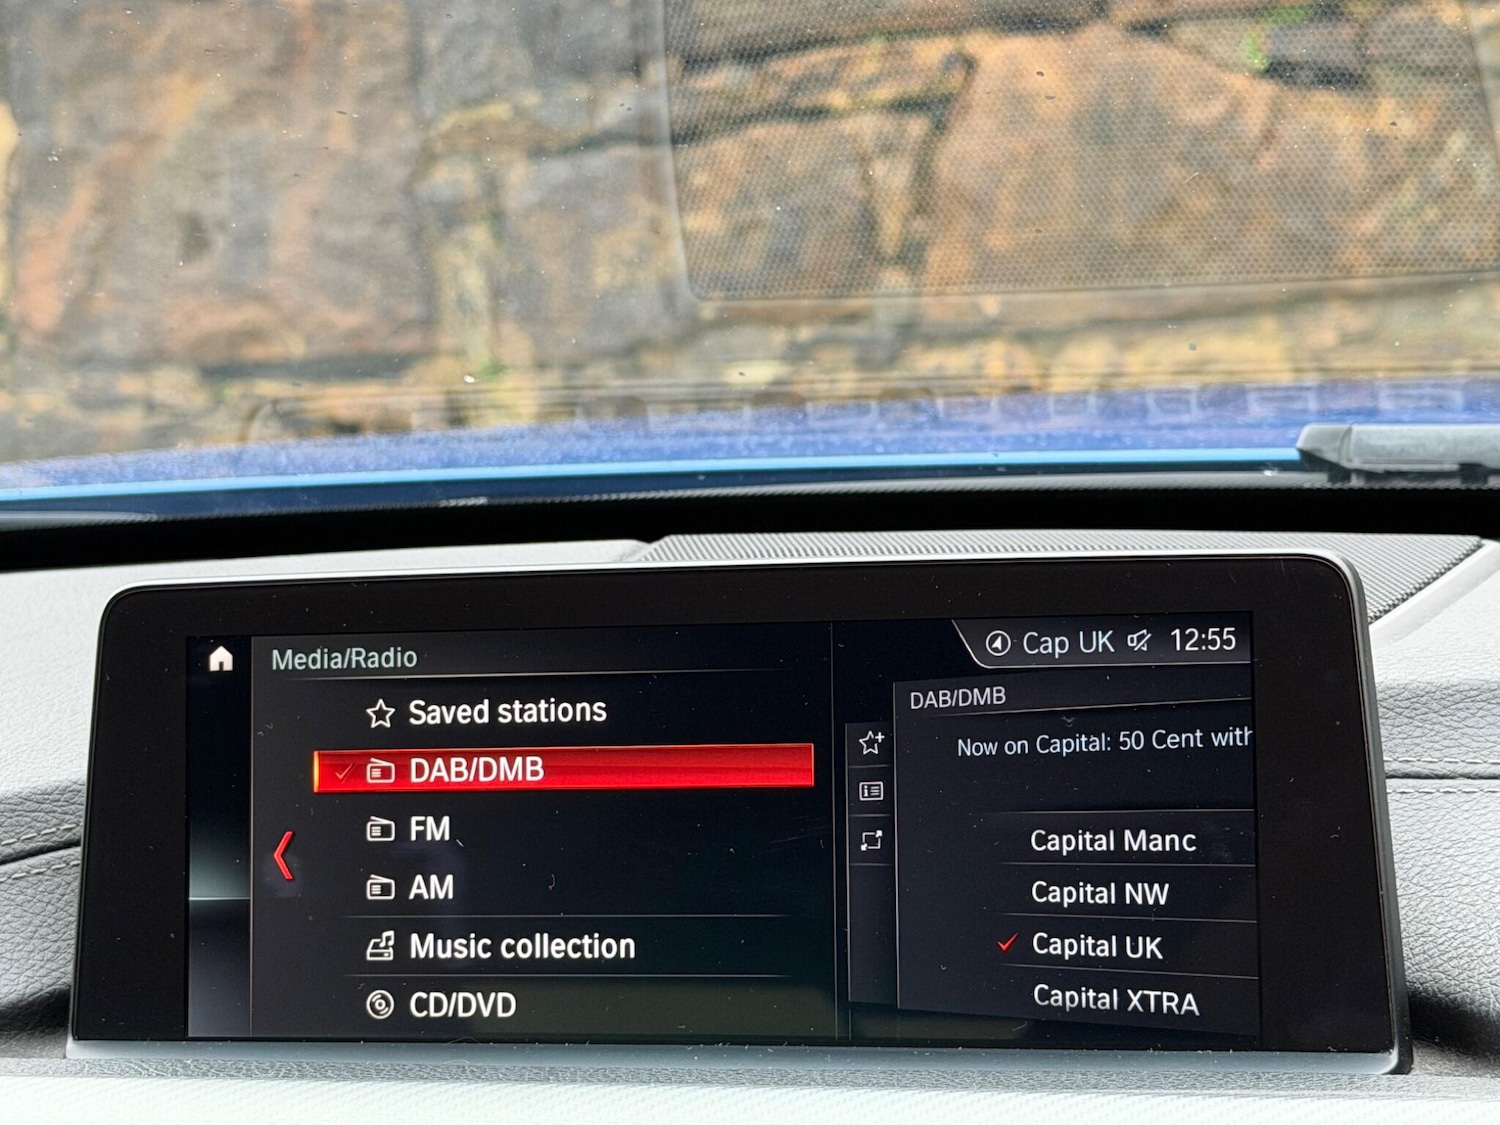 Media/Radio
Saved stations
DAB/DMB
FM
AM
Music collection
CD/DVD
Cap UK 12:55
DAB/DMB
Now on Capital: 50 Cent with
Capital Manc
Capital NW
Capital UK
Capital XTRA